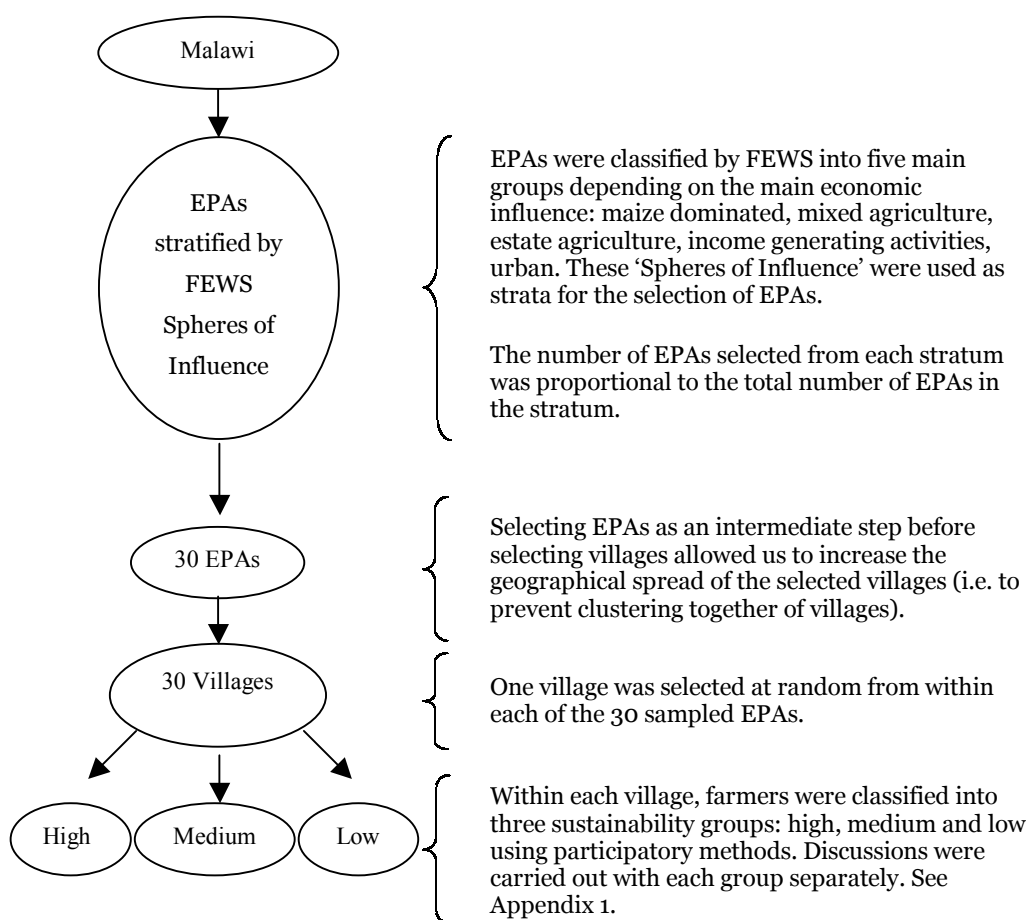 Malawi
EPAs
stratified by
FEWS
Spheres of
Influence
EPAs were classified by FEWS into five main
groups depending on the main economic
influence: maize dominated, mixed agriculture,
estate agriculture, income generating activities,
urban. These ‘Spheres of Influence’ were used as
strata for the selection of EPAs.
The number of EPAs selected from each stratum
was proportional to the total number of EPAs in
the stratum.
30 EPAs
Selecting EPAs as an intermediate step before
selecting villages allowed us to increase the
geographical spread of the selected villages (i.e. to
prevent clustering together of villages).
30 Villages
One village was selected at random from within
each of the 30 sampled EPAs.
High
Medium
Low
Within each village, farmers were classified into
three sustainability groups: high, medium and low
using participatory methods. Discussions were
carried out with each group separately. See
Appendix 1.